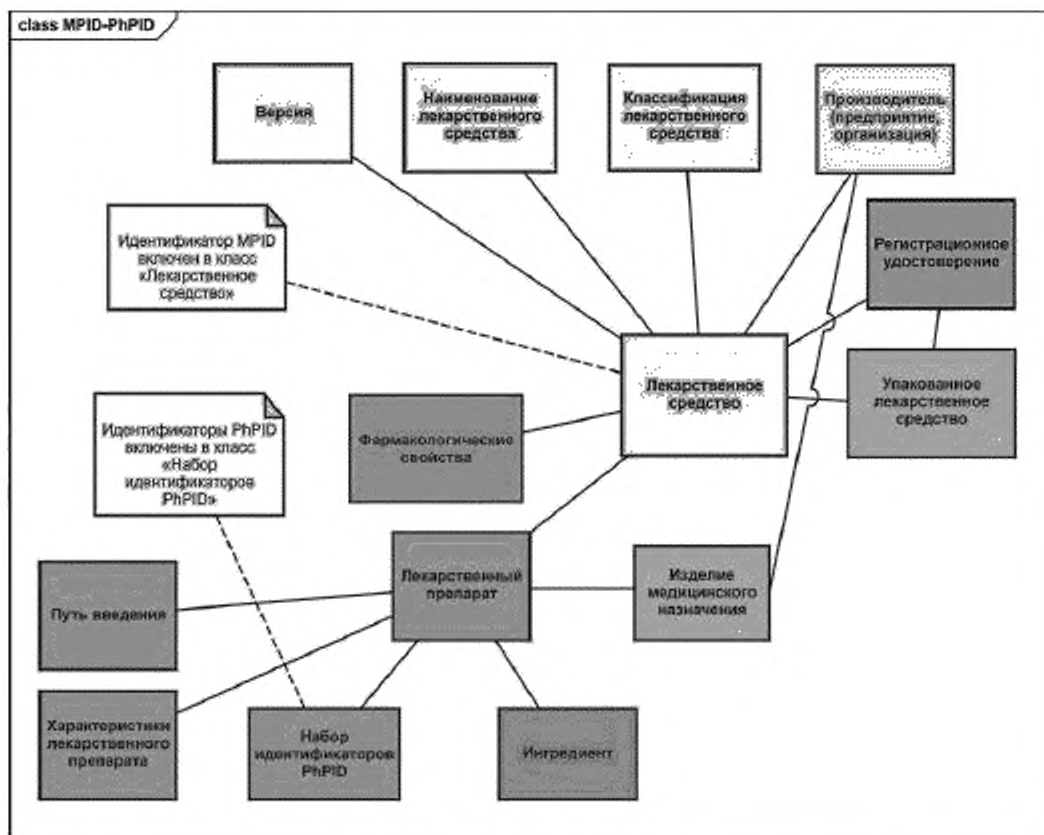 class MPID-PhPID
Версия
Наименование
лекарственного
средства
Классификация
лекарственного
средства
Производитель
(предприятие,
организация)
Идентификатор MPID
включен в класс
«Лекарственное
средство»
Регистрационное
удостоверение
Лекарственное
средство
Упакованное
лекарственное
средство
Идентификаторы PhPID
включены в класс
«Набор
идентификаторов
PhPID»
Фармакологические
свойства
Лекарственный
препарат
Изделие
медицинского
назначения
Путь введения
Характеристики
лекарственного
препарата
Набор
идентификаторов
PhPID
Ингредиент